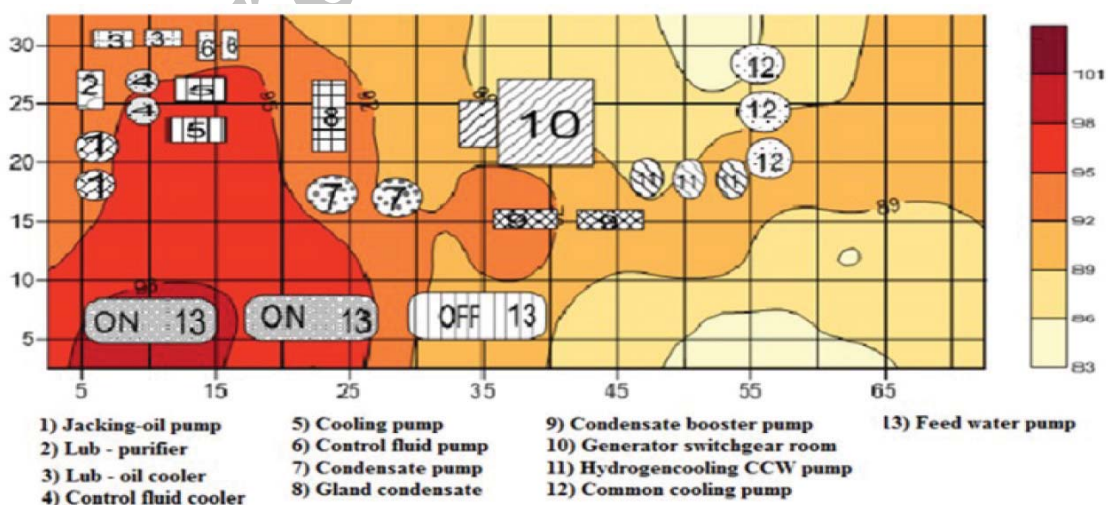 30
25
20
15
10
5
5 15 25 35 45 55 65
3 3 6 6
2 4 5 8 10 12
4 5 12
1 11 11 11 12
1 7 7
9 9
ON 13 ON 13 OFF 13
95 92 86 89 98
101
98
95
92
89
86
83
1) Jacking-oil pump
2) Lub - purifier
3) Lub - oil cooler
4) Control fluid cooler
5) Cooling pump
6) Control fluid pump
7) Condensate pump
8) Gland condensate
9) Condensate booster pump
10) Generator switchgear room
11) Hydrogencooling CCW pump
12) Common cooling pump
13) Feed water pump